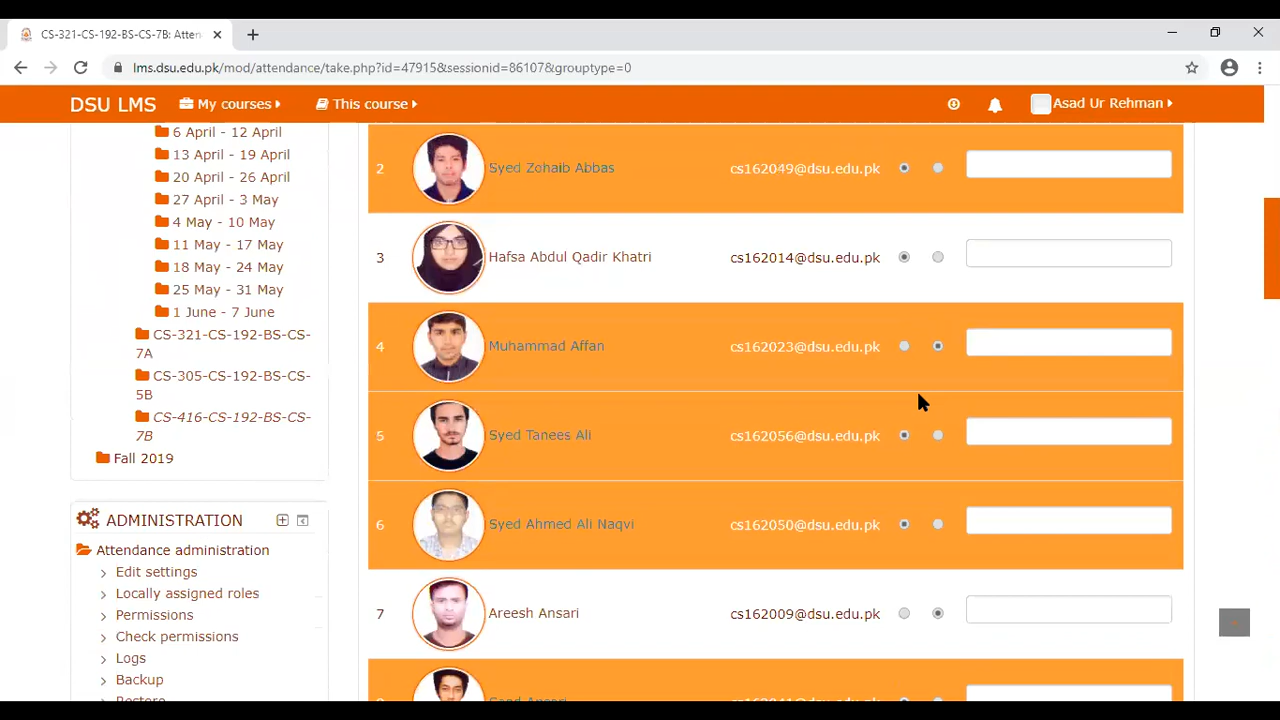 CS-321-CS-192-BS-CS-7B: Atten
lms.dsu.edu.pk/mod/attendance/take.php?id=47915&sessionid=86107&grouptype=0
DSU LMS My courses This course Asad Ur Rehman
6 April - 12 April
13 April - 19 April
20 April - 26 April
27 April - 3 May
4 May - 10 May
11 May - 17 May
18 May - 24 May
25 May - 31 May
1 June - 7 June
CS-321-CS-192-BS-CS-
7A
CS-305-CS-192-BS-CS-
5B
CS-416-CS-192-BS-CS-
7B
Fall 2019
ADMINISTRATION
Attendance administration
Edit settings
Locally assigned roles
Permissions
Check permissions
Logs
Backup
Restore
2 Syed Zohaib Abbas cs162049@dsu.edu.pk
3 Hafsa Abdul Qadir Khatri cs162014@dsu.edu.pk
4 Muhammad Affan cs162023@dsu.edu.pk
5 Syed Tanees Ali cs162056@dsu.edu.pk
6 Syed Ahmed Ali Naqvi cs162050@dsu.edu.pk
7 Areesh Ansari cs162009@dsu.edu.pk